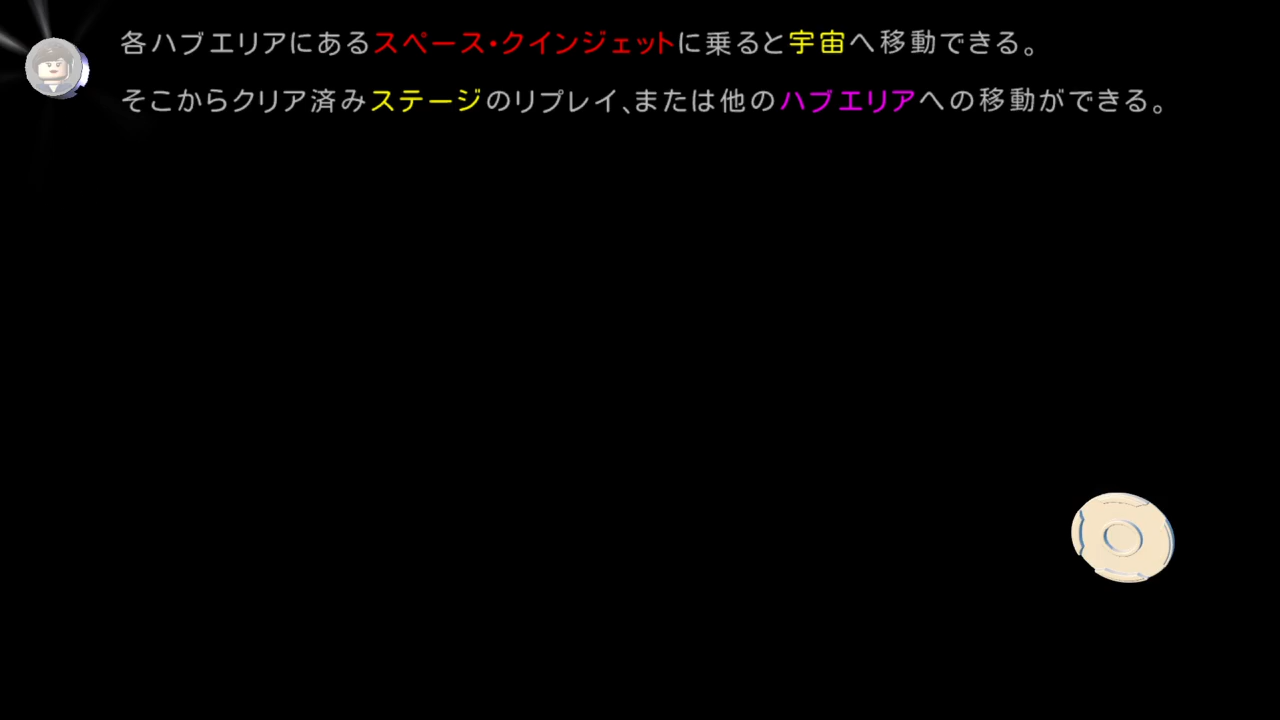 各ハブエリアにあるスペース・クインジェットに乗ると宇宙へ移動できる。
そこからクリア済みステージのリプレイ、または他のハブエリアへの移動ができる。